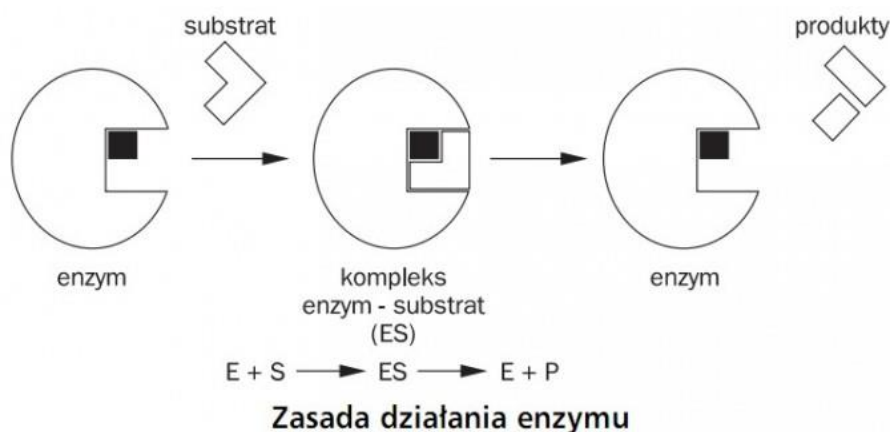 substrat
produkty
enzym
kompleks
enzym - substrat
(ES)
enzym
E + S → ES → E + P
Zasada działania enzymu